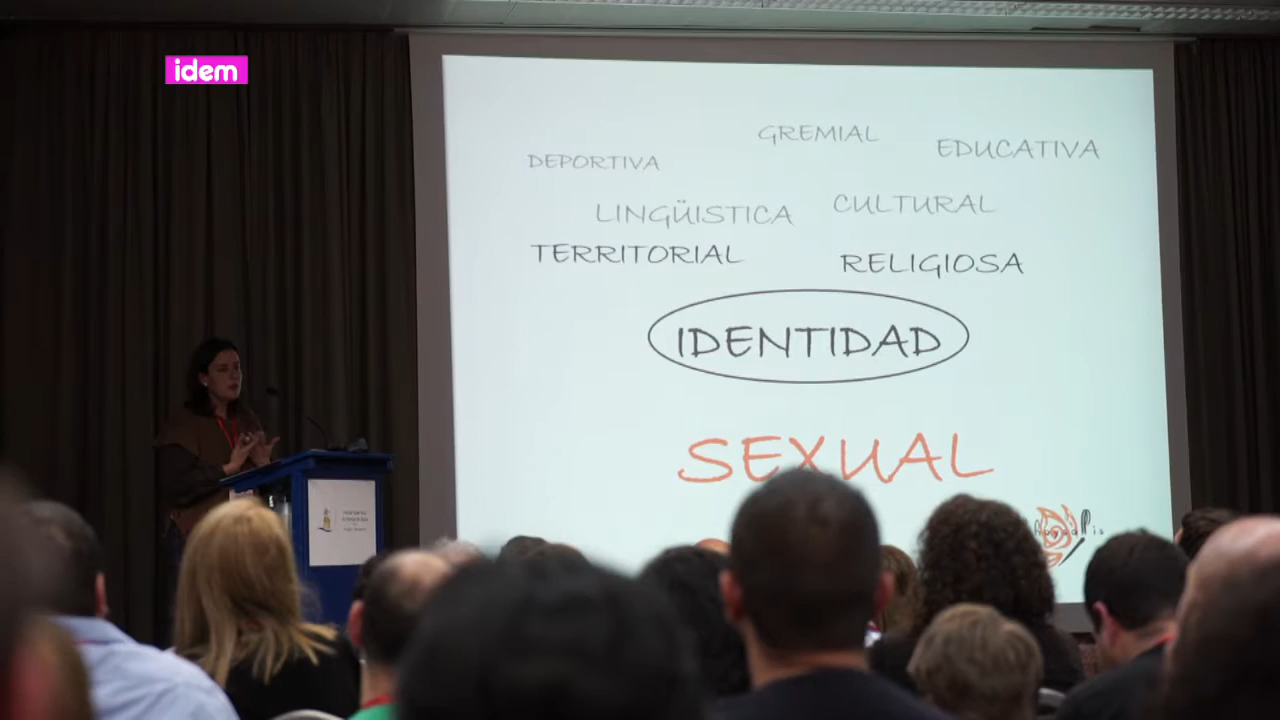 idem
GREMIAL
EDUCATIVA
DEPORTIVA
LINGÜISTICA
CULTURAL
TERRITORIAL
RELIGIOSA
IDENTIDAD
SEXUAL